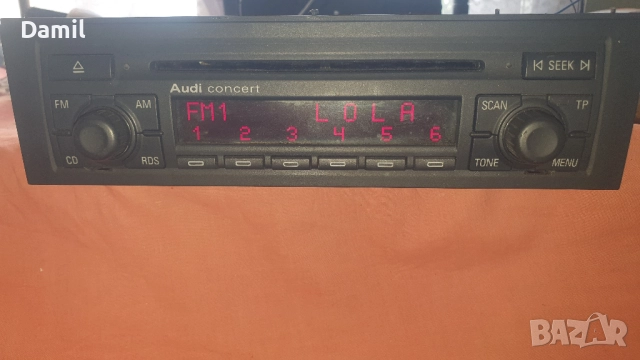 Damil
Audi concert
SEEK
FM AM
FM1 LOLA
SCAN TP
1 2 3 4 5 6
CD RDS
TONE MENU
BAZAR
bg